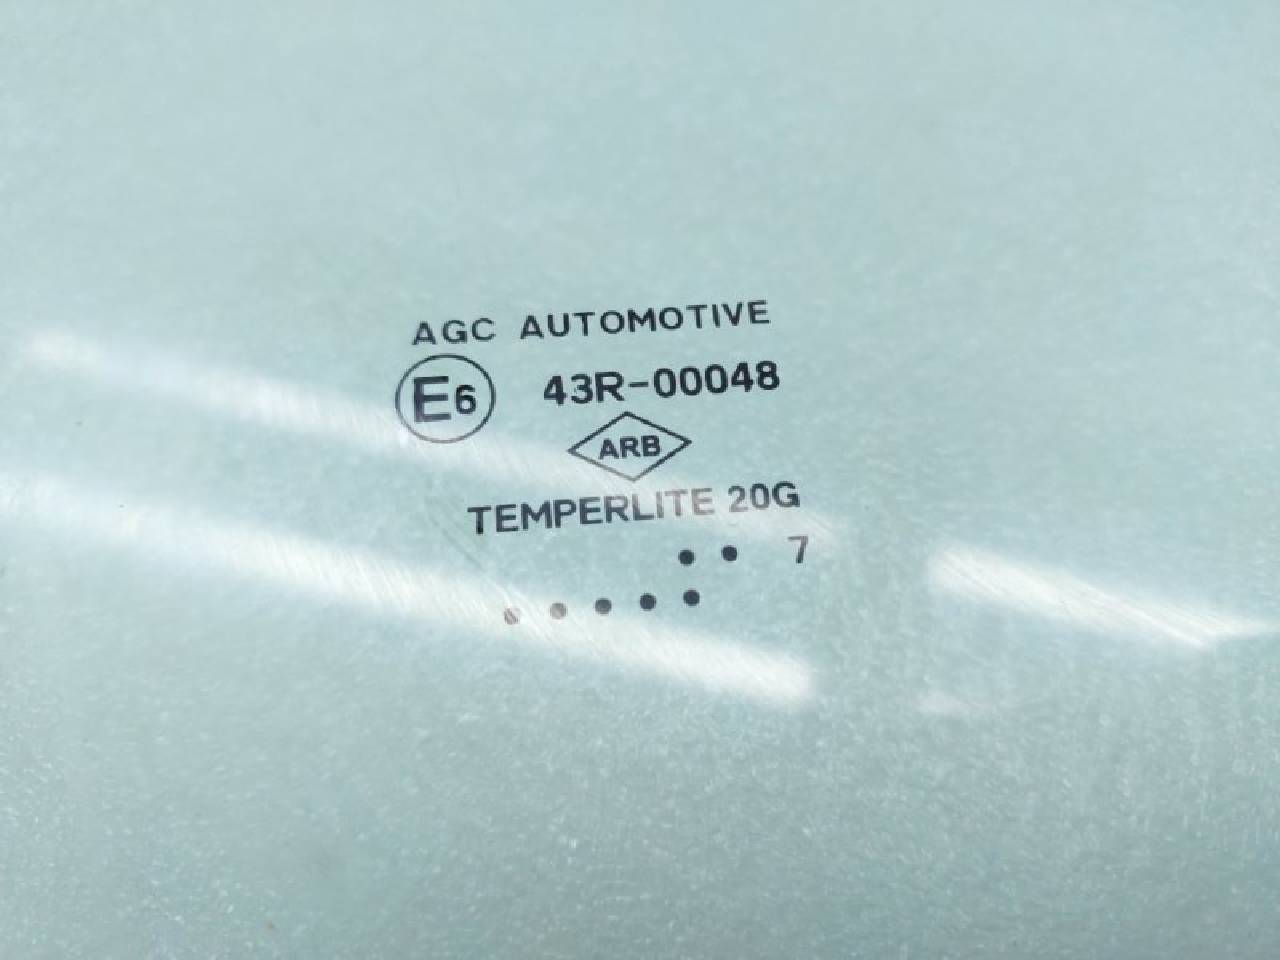 AGC AUTOMOTIVE
E6 43R-00048
ARB
TEMPERLITE 20G
•• 7
•••••